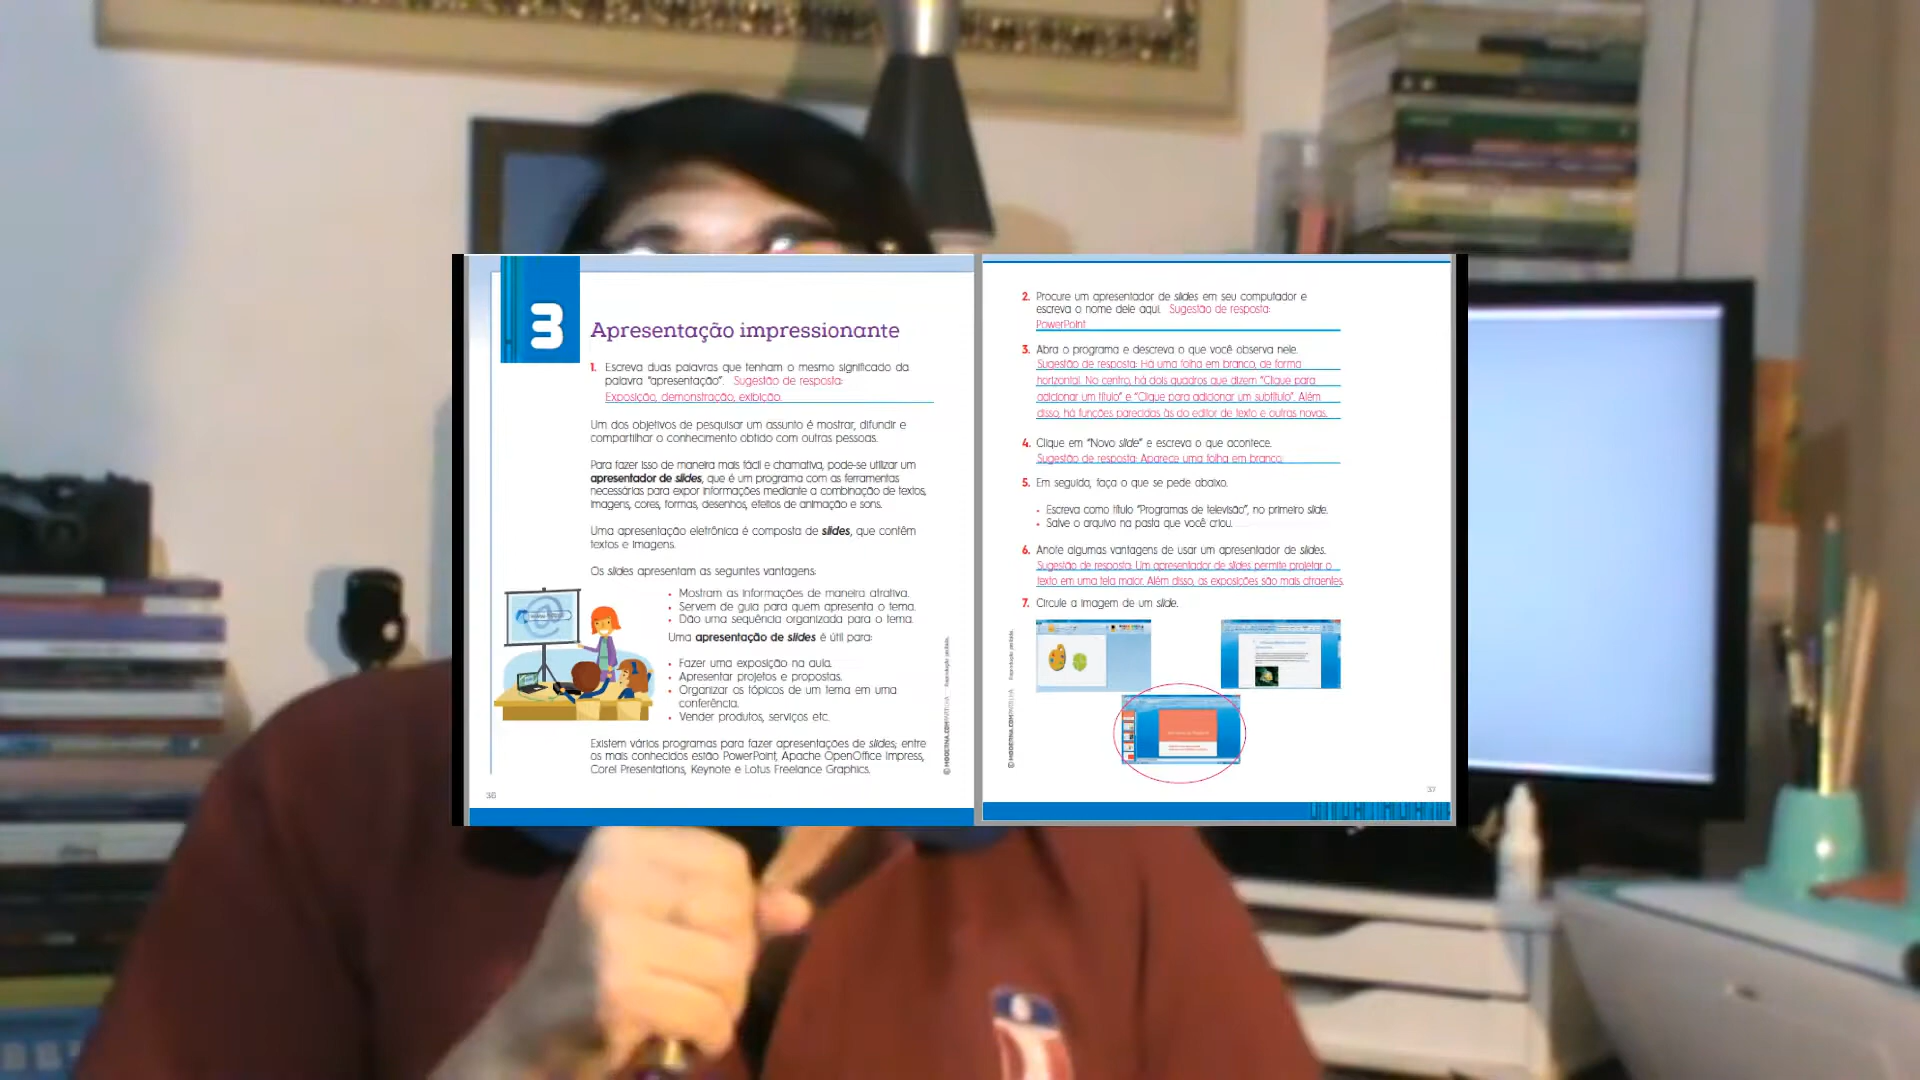 3
Apresentação impressionante
1. Escreva duas palavras que tenham o mesmo significado da
palavra "apresentação". Sugestão de resposta:
Exposição, demonstração, exibição.
Um dos objetivos de pesquisar um assunto é mostrar, difundir e
compartilhar o conhecimento obtido com outras pessoas.
Para fazer isso de maneira mais fácil e chamativa, pode-se utilizar um
apresentador de slides, que é um programa com as ferramentas
necessárias para expor informações mediante a combinação de textos,
imagens, cores, formas, desenhos, efeitos de animação e sons.
Uma apresentação eletrônica é composta de slides, que contêm
textos e imagens.
Os slides apresentam as seguintes vantagens:
• Mostram as informações de maneira atrativa.
• Servem de guia para quem apresenta o tema.
• Dão uma sequência organizada para o tema.
Uma apresentação de slides é útil para:
• Fazer uma exposição na aula.
• Apresentar projetos e propostas.
• Organizar os tópicos de um tema em uma
conferência.
• Vender produtos, serviços etc.
Existem vários programas para fazer apresentações de slides; entre
os mais conhecidos estão PowerPoint, Apache OpenOffice Impress,
Corel Presentations, Keynote e Lotus Freelance Graphics.
36
© MODERNA.COMPARTILHA Reprodução proibida.
2. Procure um apresentador de slides em seu computador e
escreva o nome dele aqui. Sugestão de resposta:
PowerPoint.
3. Abra o programa e descreva o que você observa nele.
Sugestão de resposta: Há uma folha em branco, de forma
horizontal. No centro, há dois quadros que dizem "Clique para
adicionar um título" e "Clique para adicionar um subtítulo". Além
disso, há funções parecidas às do editor de texto e outras novas.
4. Clique em "Novo slide" e escreva o que acontece.
Sugestão de resposta: Aparece uma folha em branco.
5. Em seguida, faça o que se pede abaixo.
• Escreva como título "Programas de televisão", no primeiro slide.
• Salve o arquivo na pasta que você criou.
6. Anote algumas vantagens de usar um apresentador de slides.
Sugestão de resposta: Um apresentador de slides permite projetar o
texto em uma tela maior. Além disso, as exposições são mais atraentes.
7. Circule a imagem de um slide.
© MODERNA.COMPARTILHA Reprodução proibida.
37